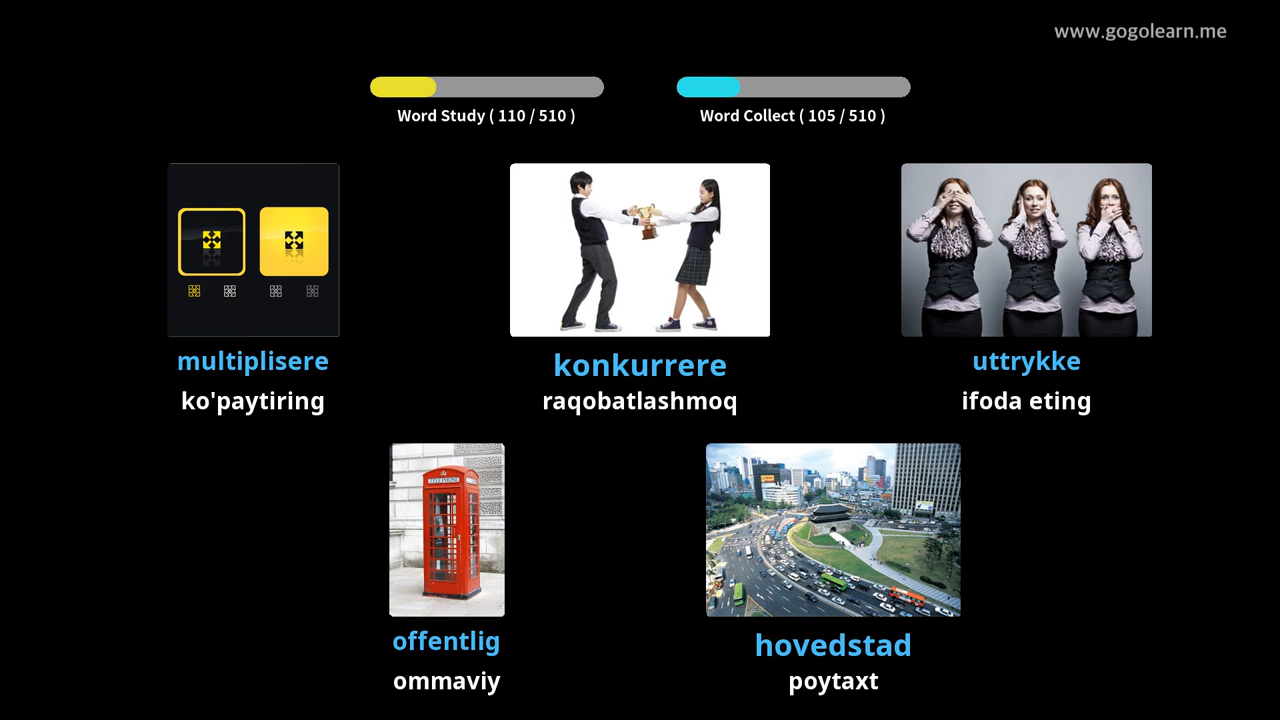 www.gogolearn.me
Word Study ( 110 / 510 )
Word Collect ( 105 / 510 )
multiplisere
ko'paytiring
konkurrere
raqobatlashmoq
uttrykke
ifoda eting
TELEPHONE
offentlig
ommaviy
hovedstad
poytaxt